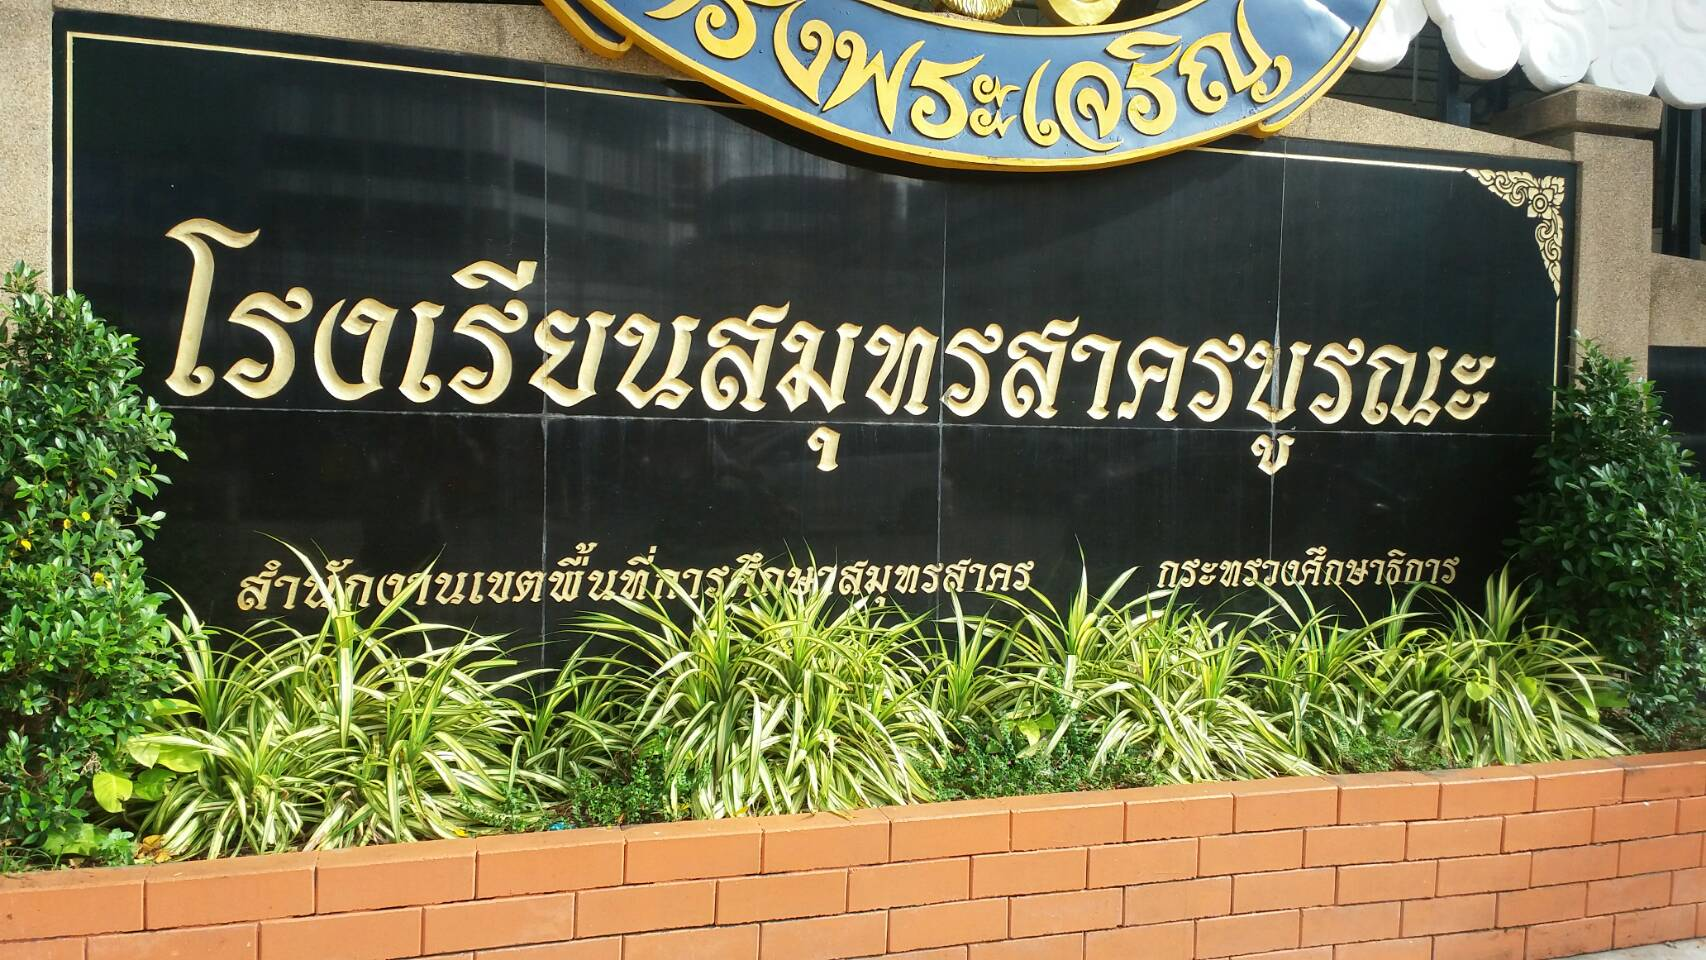 ทรงพระเจริญ
โรงเรียนสมุทรสาครบูรณะ
สำนักงานเขตพื้นที่การศึกษาสมุทรสาคร กระทรวงศึกษาธิการ